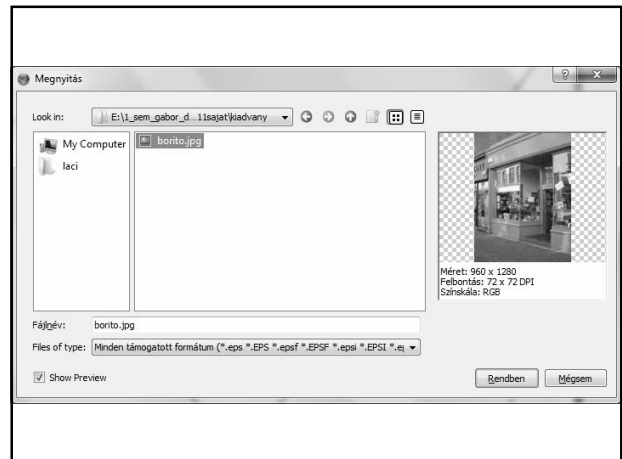 Megnyitás
Look in: E:\1_sem_gabor_d...11sajat\kiadvany
My Computer
laci
borito.jpg
Méret: 960 x 1280
Felbontás: 72 x 72 DPI
Színskála: RGB
Fájlnév: borito.jpg
Files of type: Minden támogatott formátum (*.eps *.EPS *.epsf *.EPSF *.epsi *.EPSI *.e
Show Preview
Rendben Mégsem